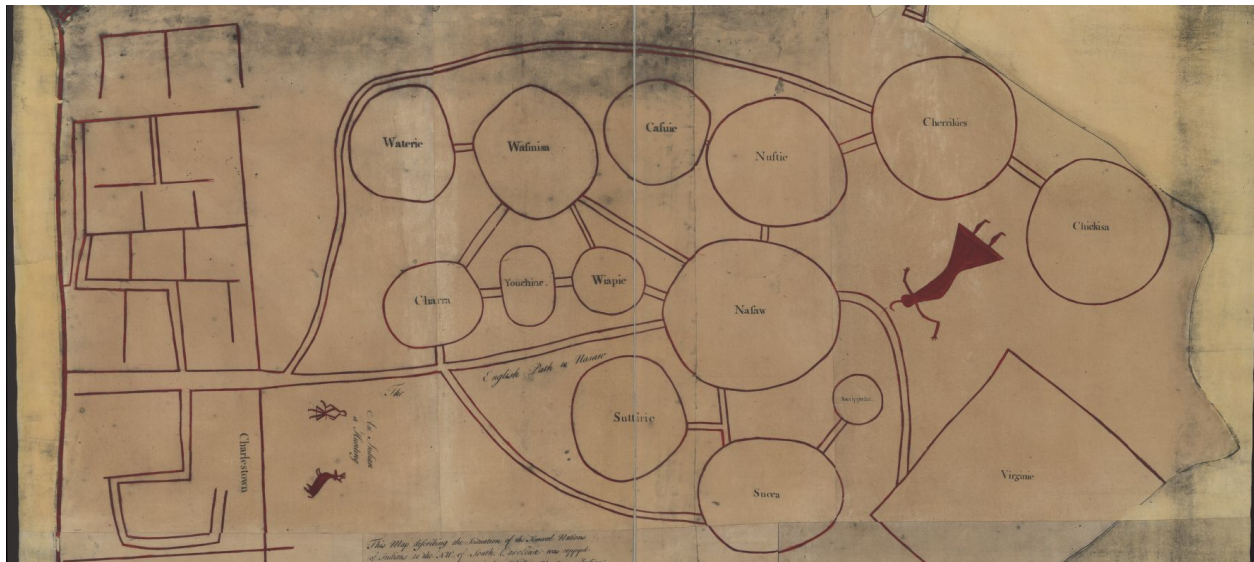 Waterie
Wasmisa
Casuie
Nustie
Cherrikies
Chickisa
Charra
Youchine
Wiapie
Nasaw
The English Path to Nasaw
Suttirie
Succa
Virginie
Charlestown
An Indian
a Hunting
This Map describing the Situation of the Several Nations
of Indians to the NW. of South Carolina was